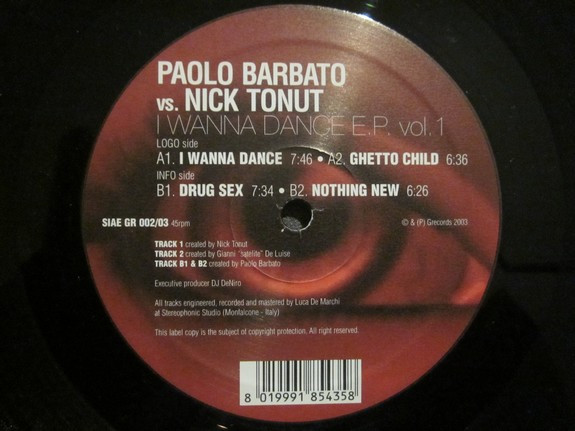 PAOLO BARBATO
vs. NICK TONUT
I WANNA DANCE E.P. vol.1
LOGO side
A1. I WANNA DANCE 7:46 • A2. GHETTO CHILD 6:36
INFO side
B1. DRUG SEX 7:34 • B2. NOTHING NEW 6:26
SIAE GR 002/03 45rpm
© & (P) Grecords 2003
TRACK 1 created by Nick Tonut
TRACK 2 created by Gianni "satelite" De Luise
TRACK B1 & B2 created by Paolo Barbato
Executive producer DJ DeNiro
All tracks engineered, recorded and mastered by Luca De Marchi
at Stereophonic Studio (Monfalcone - Italy)
This label copy is the subject of copyright protection. All right reserved.
8 019991 854358